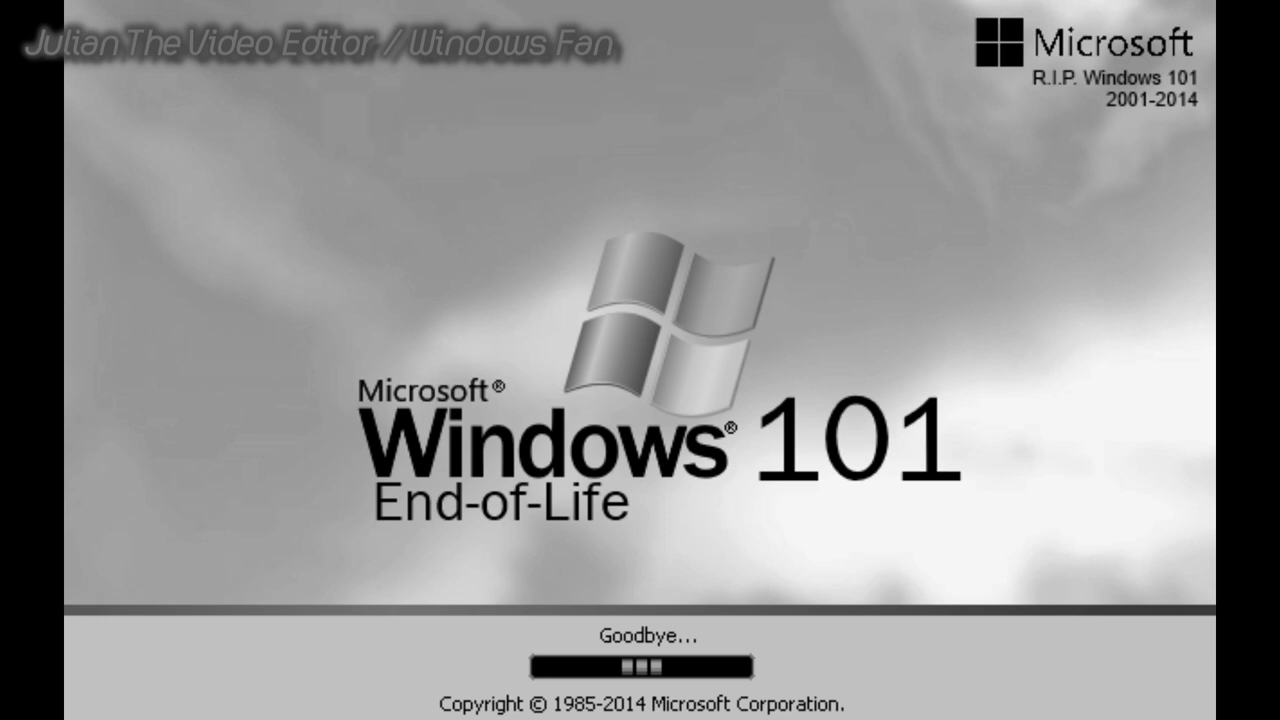 Julian The Video Editor / Windows Fan
Microsoft
R.I.P. Windows 101
2001-2014
Microsoft®
Windows® 101
End-of-Life
Goodbye...
Copyright © 1985-2014 Microsoft Corporation.